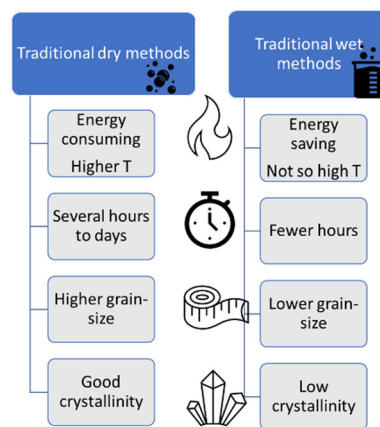 Traditional dry methods
Energy
consuming
Higher T
Several hours
to days
Higher grain-
size
Good
crystallinity
Traditional wet
methods
Energy
saving
Not so high T
Fewer hours
Lower grain-
size
Low
crystallinity